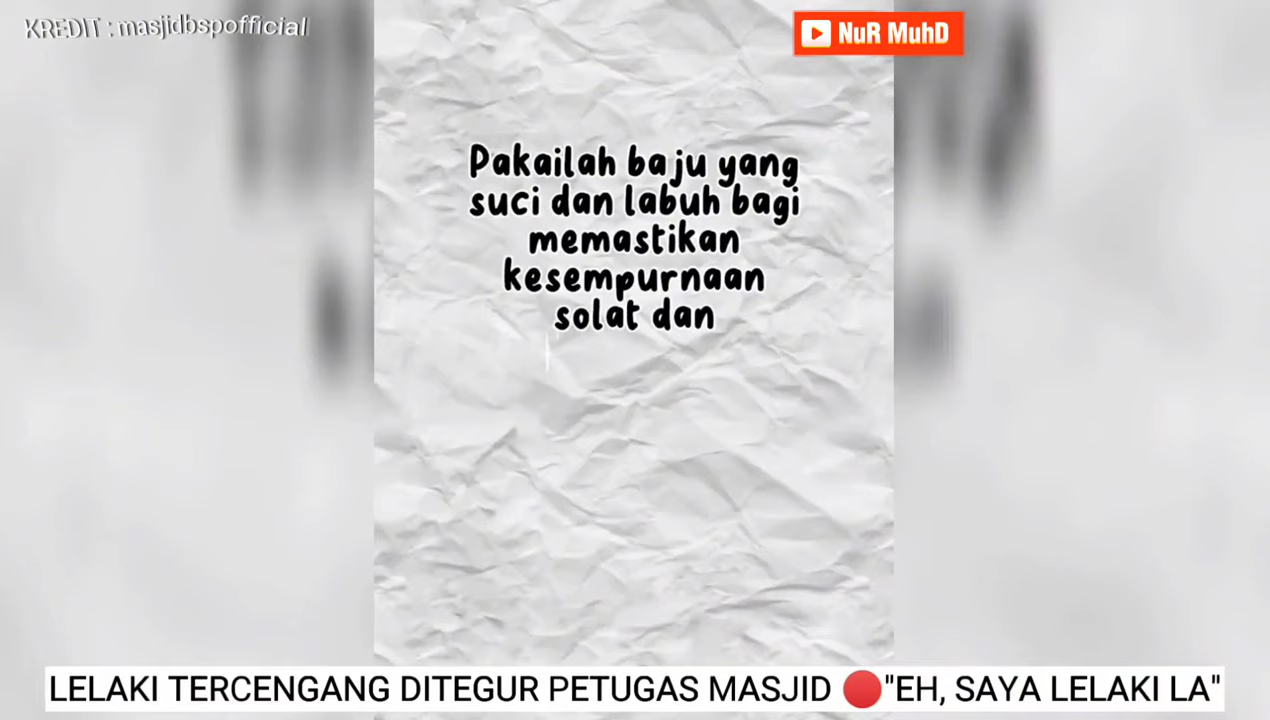 KREDIT : masjidbspofficial
NuR MuhD
Pakailah baju yang
suci dan labuh bagi
memastikan
kesempurnaan
solat dan
LELAKI TERCENGANG DITEGUR PETUGAS MASJID 🔴"EH, SAYA LELAKI LA"